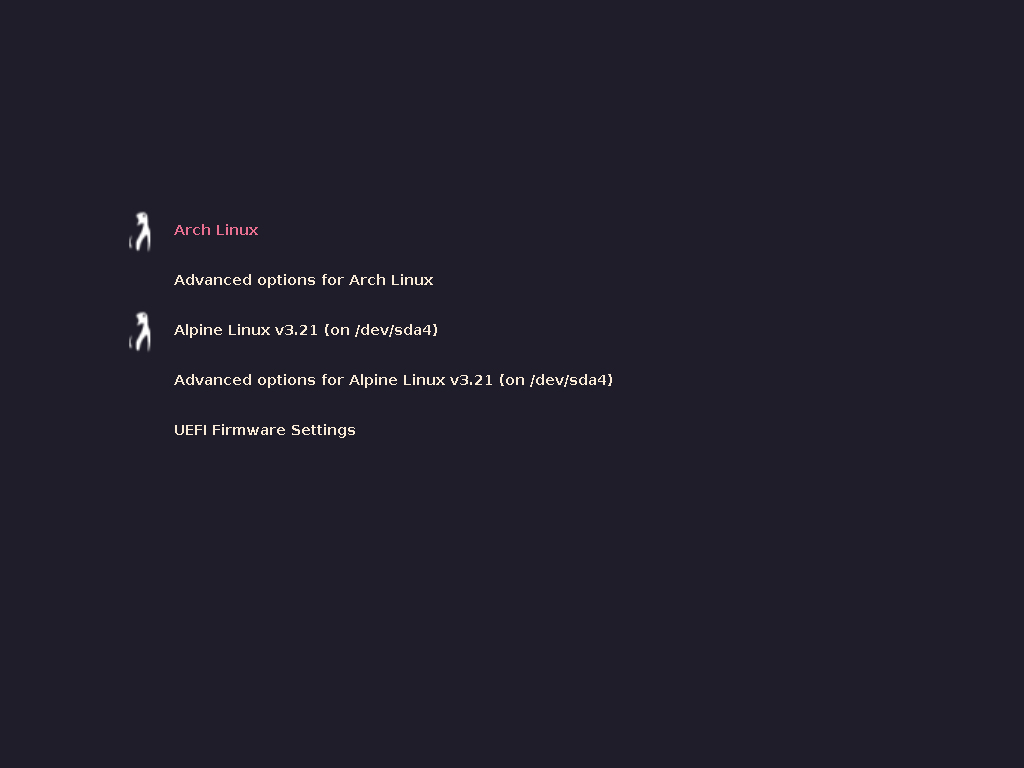 Arch Linux
Advanced options for Arch Linux
Alpine Linux v3.21 (on /dev/sda4)
Advanced options for Alpine Linux v3.21 (on /dev/sda4)
UEFI Firmware Settings